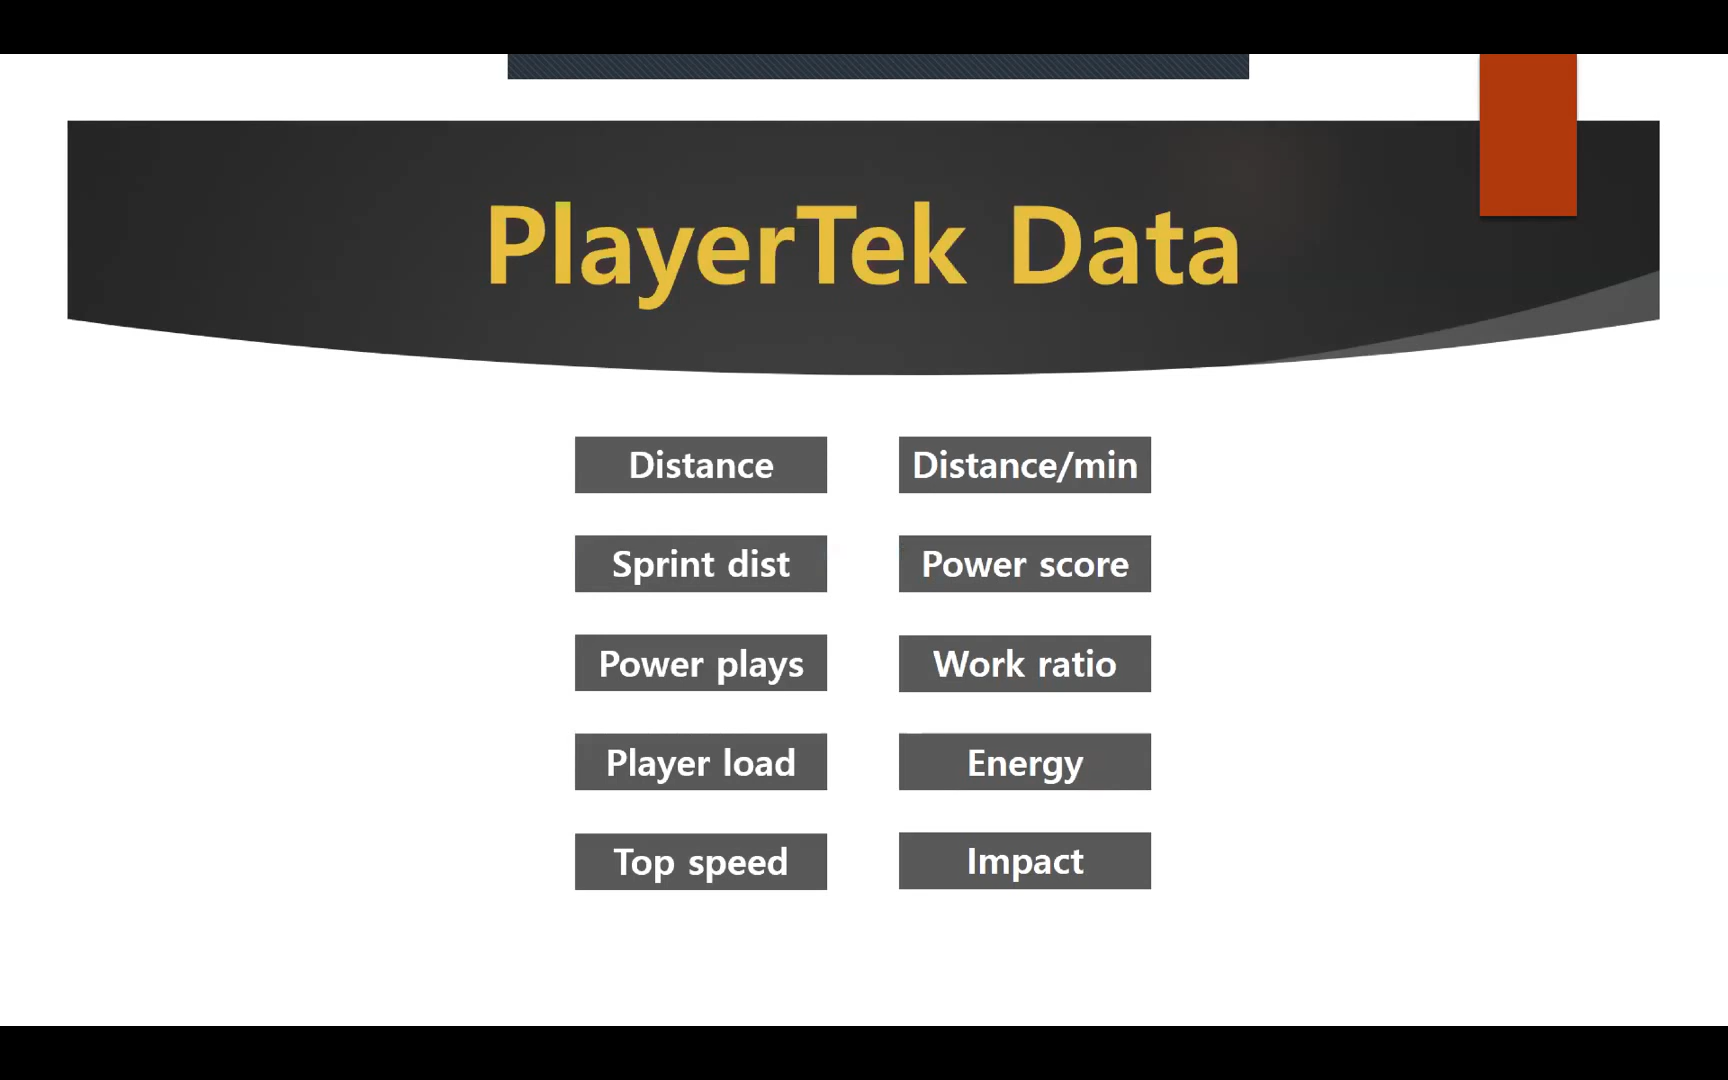 PlayerTek Data
Distance
Distance/min
Sprint dist
Power score
Power plays
Work ratio
Player load
Energy
Top speed
Impact